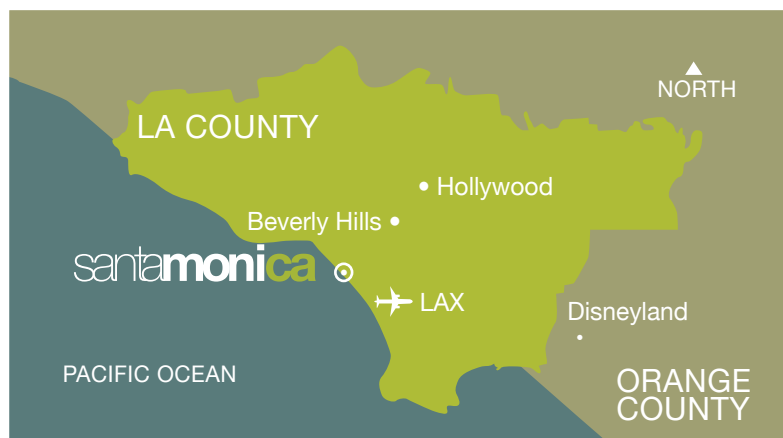 NORTH
LA COUNTY
Hollywood
Beverly Hills
santamonica
LAX
Disneyland
PACIFIC OCEAN
ORANGE
COUNTY